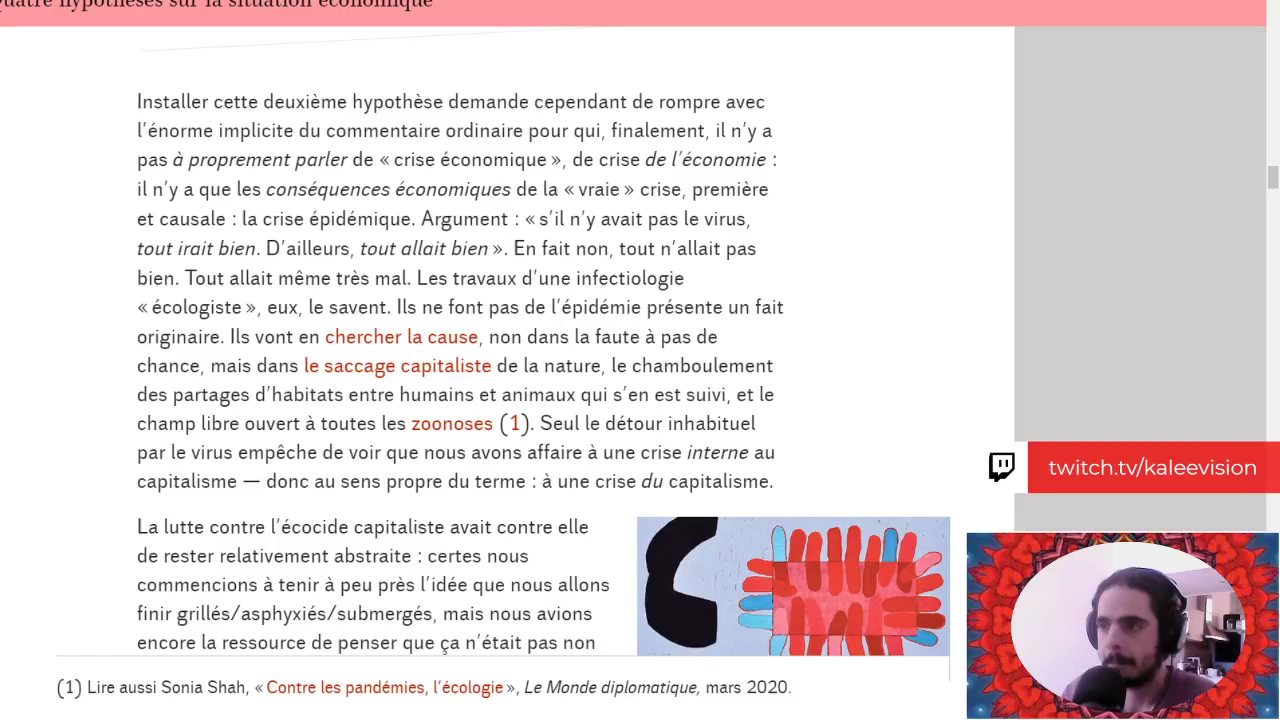 Quatre hypothèses sur la situation économique
Installer cette deuxième hypothèse demande cependant de rompre avec
l’énorme implicite du commentaire ordinaire pour qui, finalement, il n’y a
pas à proprement parler de « crise économique », de crise de l’économie :
il n’y a que les conséquences économiques de la « vraie » crise, première
et causale : la crise épidémique. Argument : « s’il n’y avait pas le virus,
tout irait bien. D’ailleurs, tout allait bien ». En fait non, tout n’allait pas
bien. Tout allait même très mal. Les travaux d’une infectiologie
« écologiste », eux, le savent. Ils ne font pas de l’épidémie présente un fait
originaire. Ils vont en chercher la cause, non dans la faute à pas de
chance, mais dans le saccage capitaliste de la nature, le chamboulement
des partages d’habitats entre humains et animaux qui s’en est suivi, et le
champ libre ouvert à toutes les zoonoses (1). Seul le détour inhabituel
par le virus empêche de voir que nous avons affaire à une crise interne au
capitalisme — donc au sens propre du terme : à une crise du capitalisme.
La lutte contre l’écocide capitaliste avait contre elle
de rester relativement abstraite : certes nous
commencions à tenir à peu près l’idée que nous allons
finir grillés/asphyxiés/submergés, mais nous avions
encore la ressource de penser que ça n’était pas non
(1) Lire aussi Sonia Shah, « Contre les pandémies, l’écologie », Le Monde diplomatique, mars 2020.
twitch.tv/kaleevision